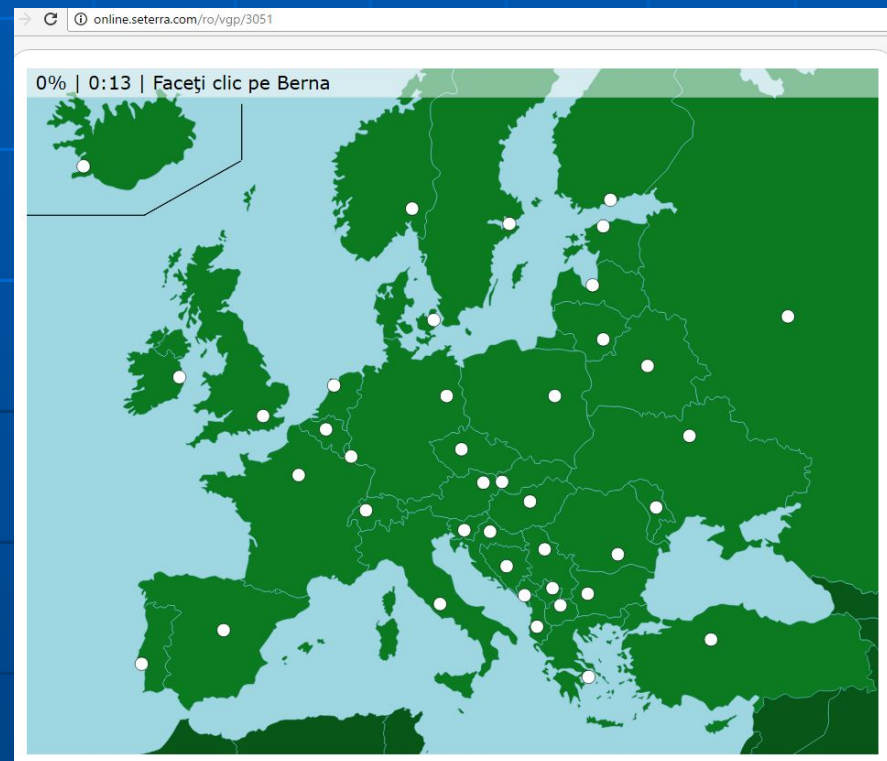 online.seterra.com/ro/vgp/3051
0% | 0:13 | Faceţi clic pe Berna